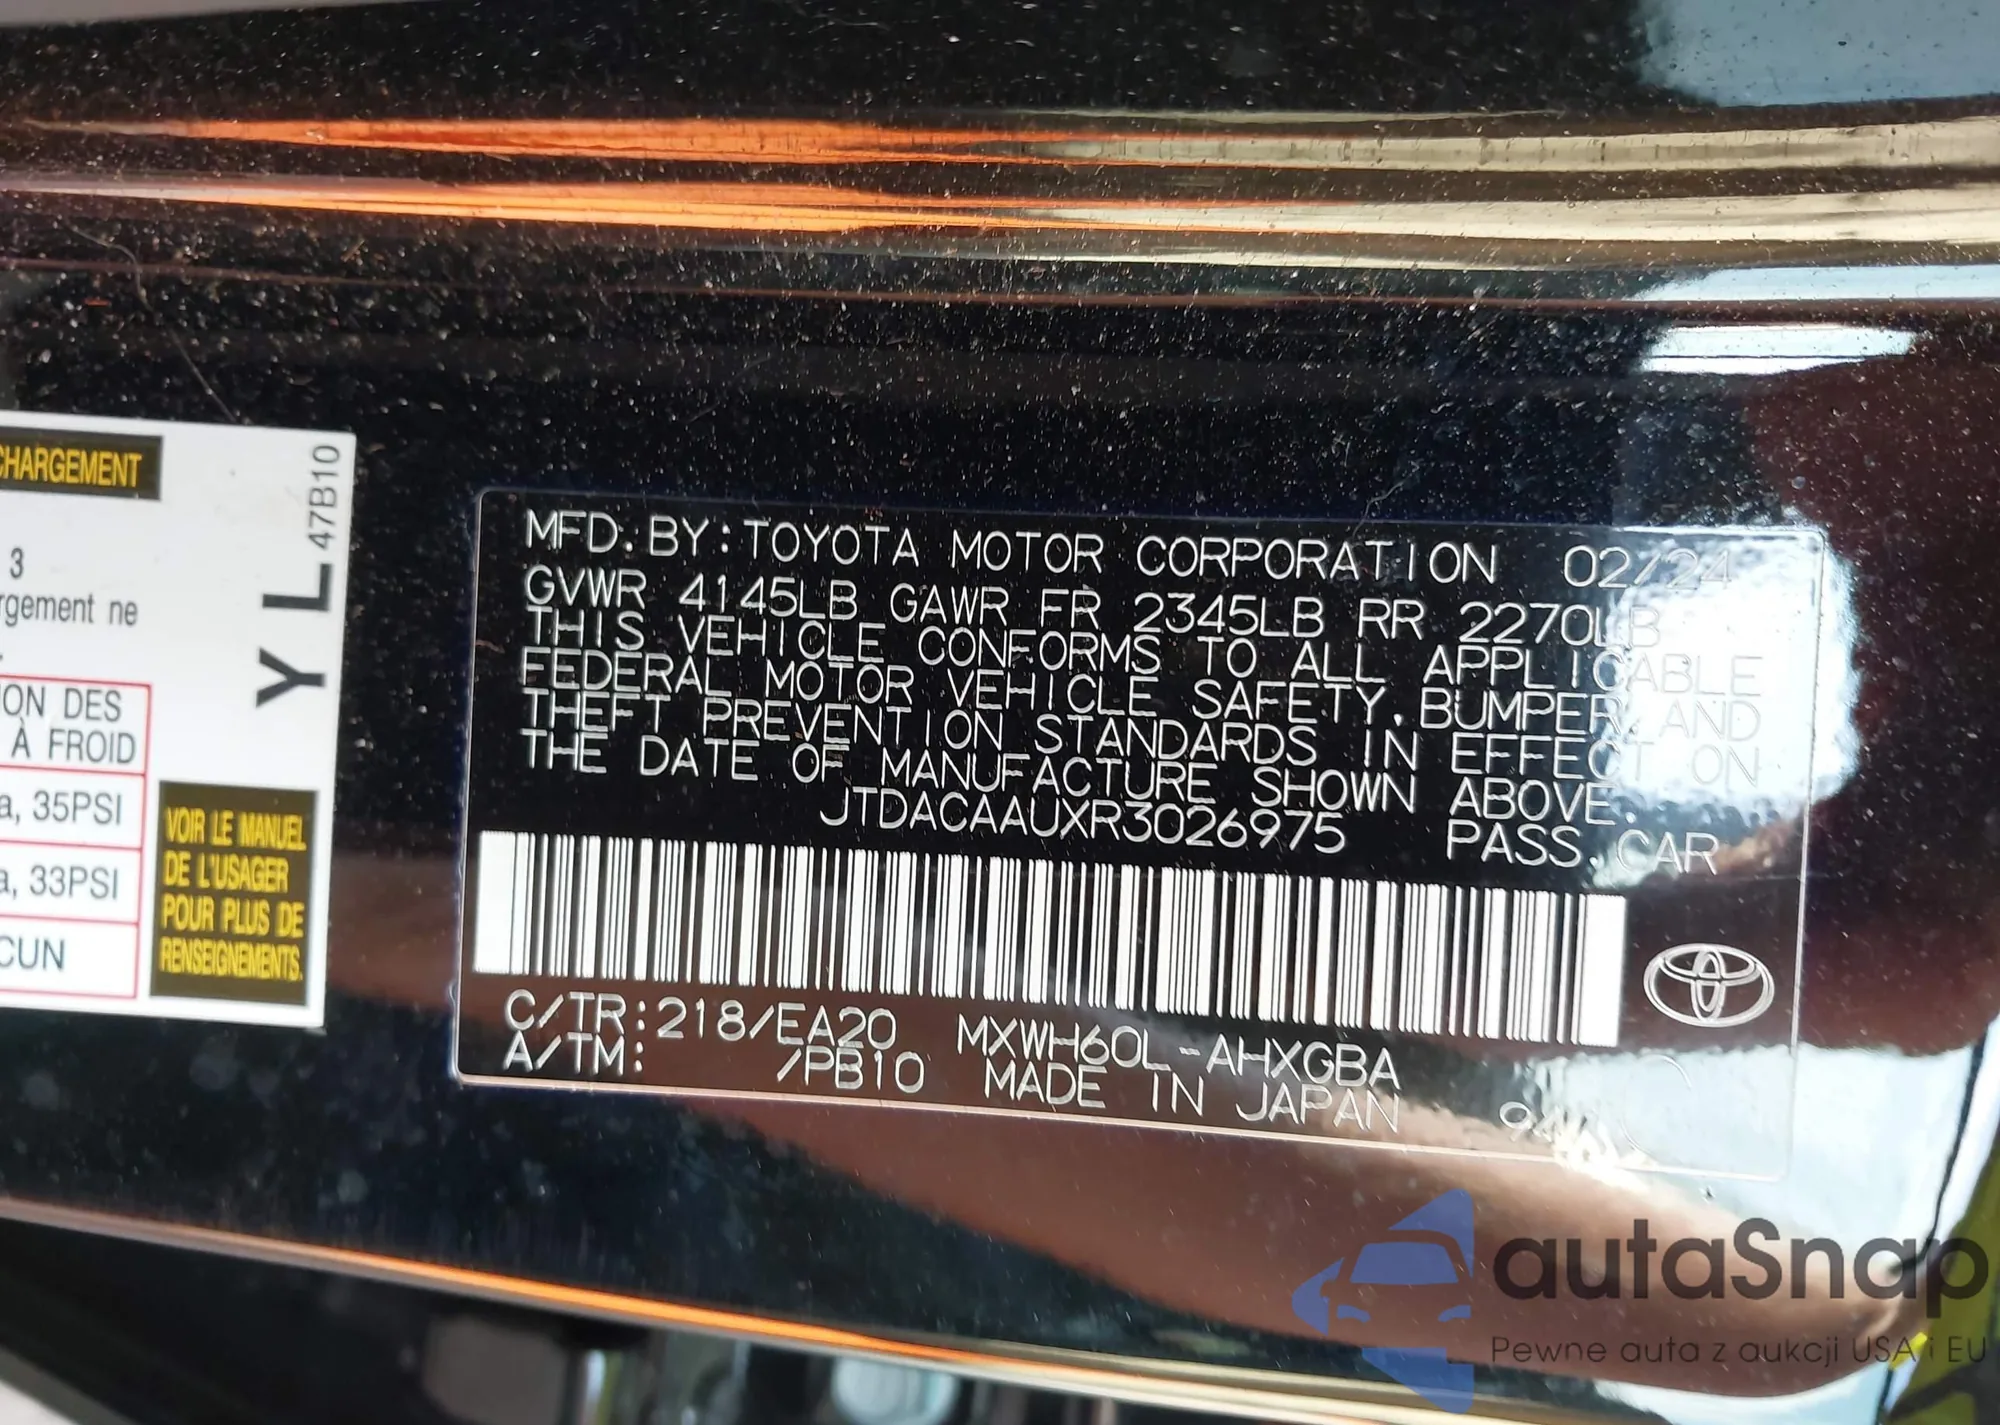 CHARGEMENT
3
rgement ne
ION DES
À FROID
a, 35PSI
a, 33PSI
CUN
YL
47B10
VOIR LE MANUEL
DE L'USAGER
POUR PLUS DE
RENSEIGNEMENTS.
MFD. BY: TOYOTA MOTOR CORPORATION 02/24
GVWR 4145LB GAWR FR 2345LB RR 2270LB
THIS VEHICLE CONFORMS TO ALL APPLICABLE
FEDERAL MOTOR VEHICLE SAFETY, BUMPER, AND
THEFT PREVENTION STANDARDS IN EFFECT ON
THE DATE OF MANUFACTURE SHOWN ABOVE.
JTDACAAUXR3026975 PASS. CAR
C/TR:218/EA20 MXWH60L-AHXGBA
A/TM: /PB10 MADE IN JAPAN
autaSnap
Pewne auta z aukcji USA i EU